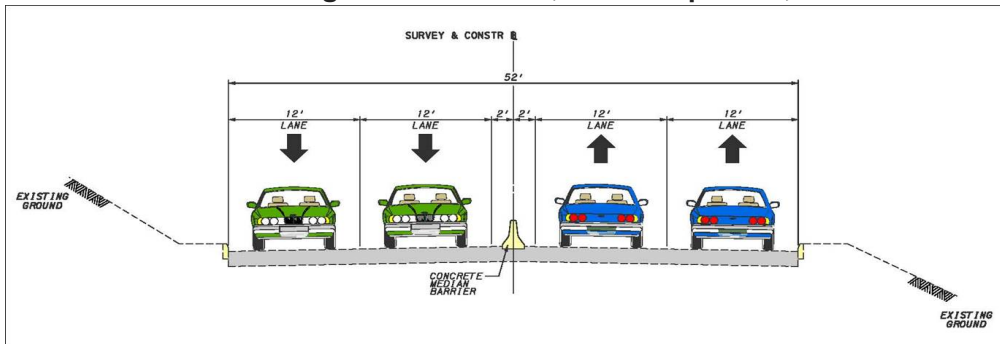 SURVEY & CONSTR ℄
52'
12' 12' 2' 2' 12' 12'
LANE LANE LANE LANE
EXISTING
GROUND
CONCRETE
MEDIAN
BARRIER
EXISTING
GROUND